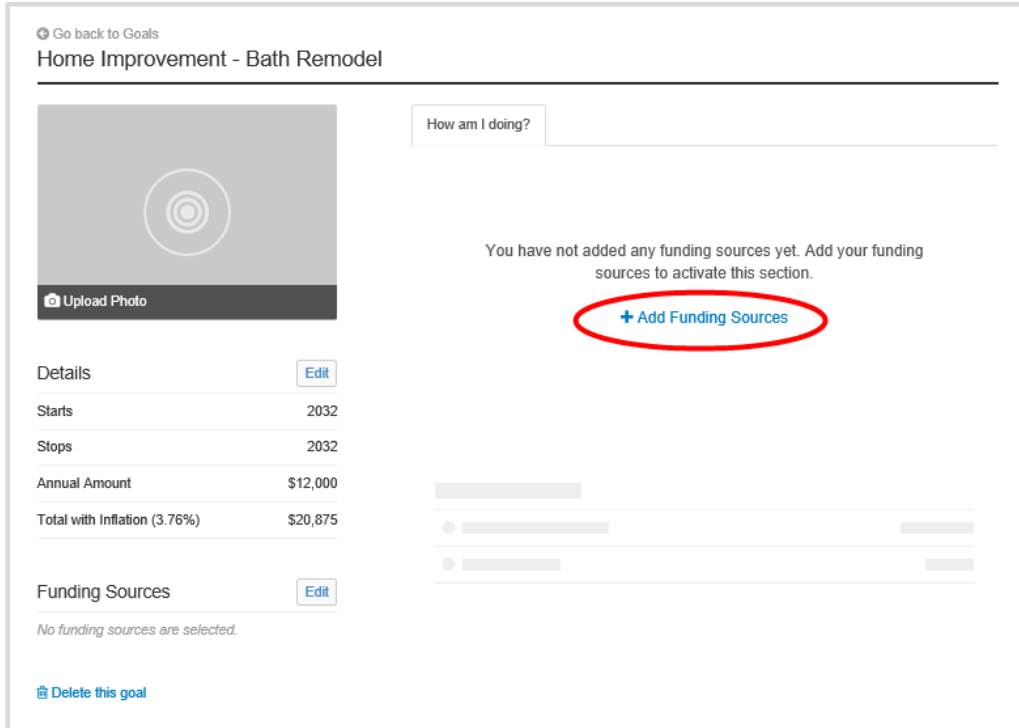 Go back to Goals
Home Improvement - Bath Remodel
Upload Photo
Details
Edit
Starts 2032
Stops 2032
Annual Amount $12,000
Total with Inflation (3.76%) $20,875
Funding Sources
Edit
No funding sources are selected.
Delete this goal
How am I doing?
You have not added any funding sources yet. Add your funding
sources to activate this section.
+ Add Funding Sources